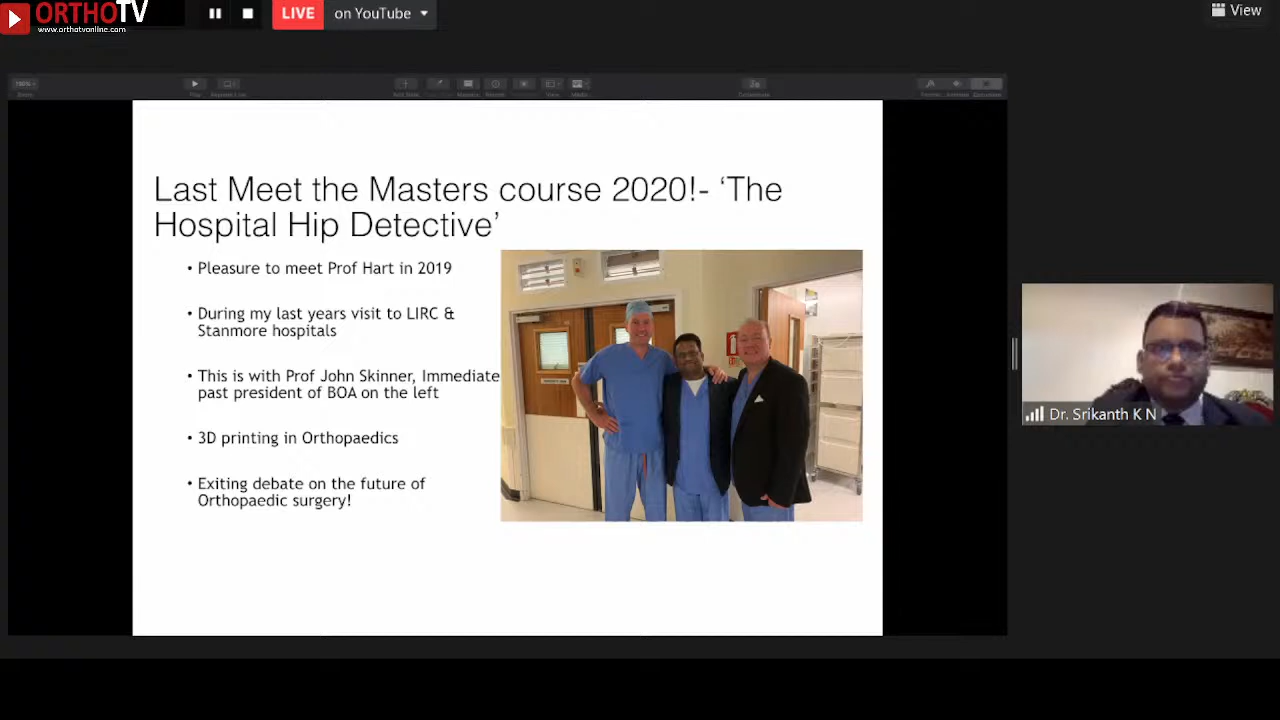 ORTHOTV
www.orthotvonline.com
LIVE
on YouTube
View
Last Meet the Masters course 2020!- ‘The
Hospital Hip Detective’
• Pleasure to meet Prof Hart in 2019
• During my last years visit to LIRC &
Stanmore hospitals
• This is with Prof John Skinner, Immediate
past president of BOA on the left
• 3D printing in Orthopaedics
• Exiting debate on the future of
Orthopaedic surgery!
Dr. Srikanth K N